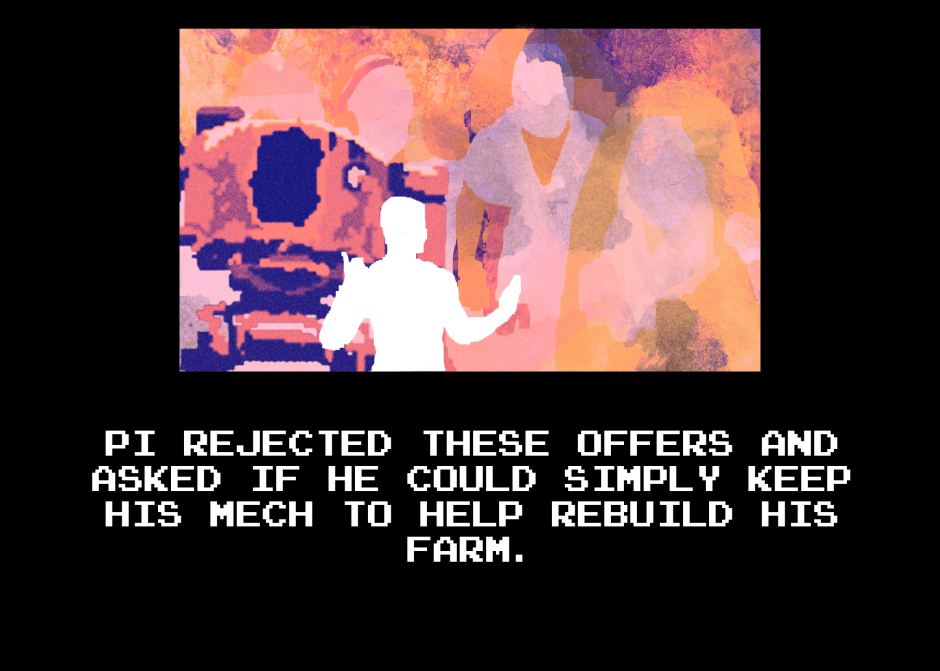 PI REJECTED THESE OFFERS AND
ASKED IF HE COULD SIMPLY KEEP
HIS MECH TO HELP REBUILD HIS
FARM.